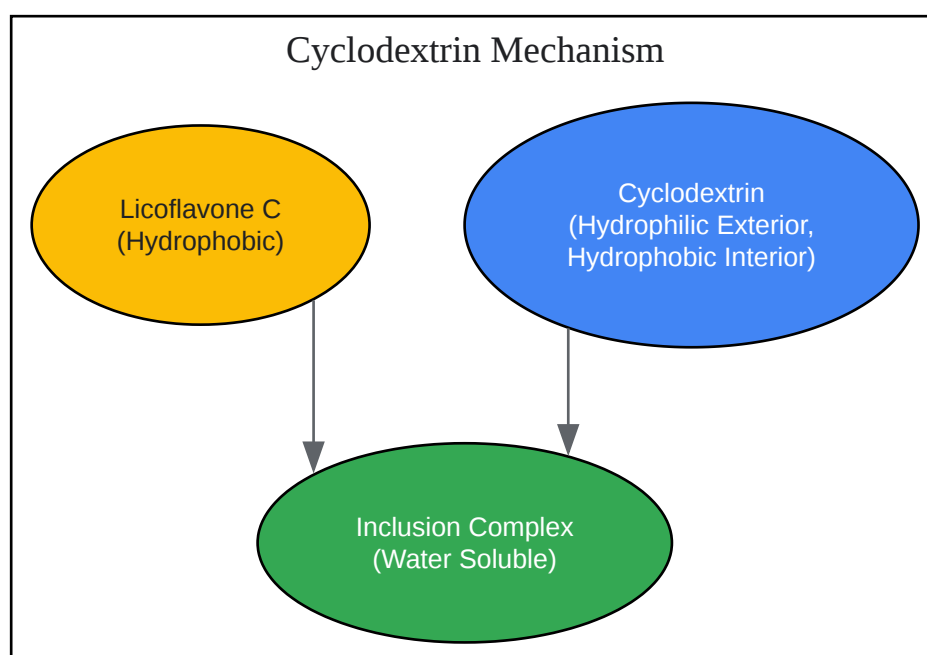 Cyclodextrin Mechanism
Licoflavone C
(Hydrophobic)
Cyclodextrin
(Hydrophilic Exterior,
Hydrophobic Interior)
Inclusion Complex
(Water Soluble)